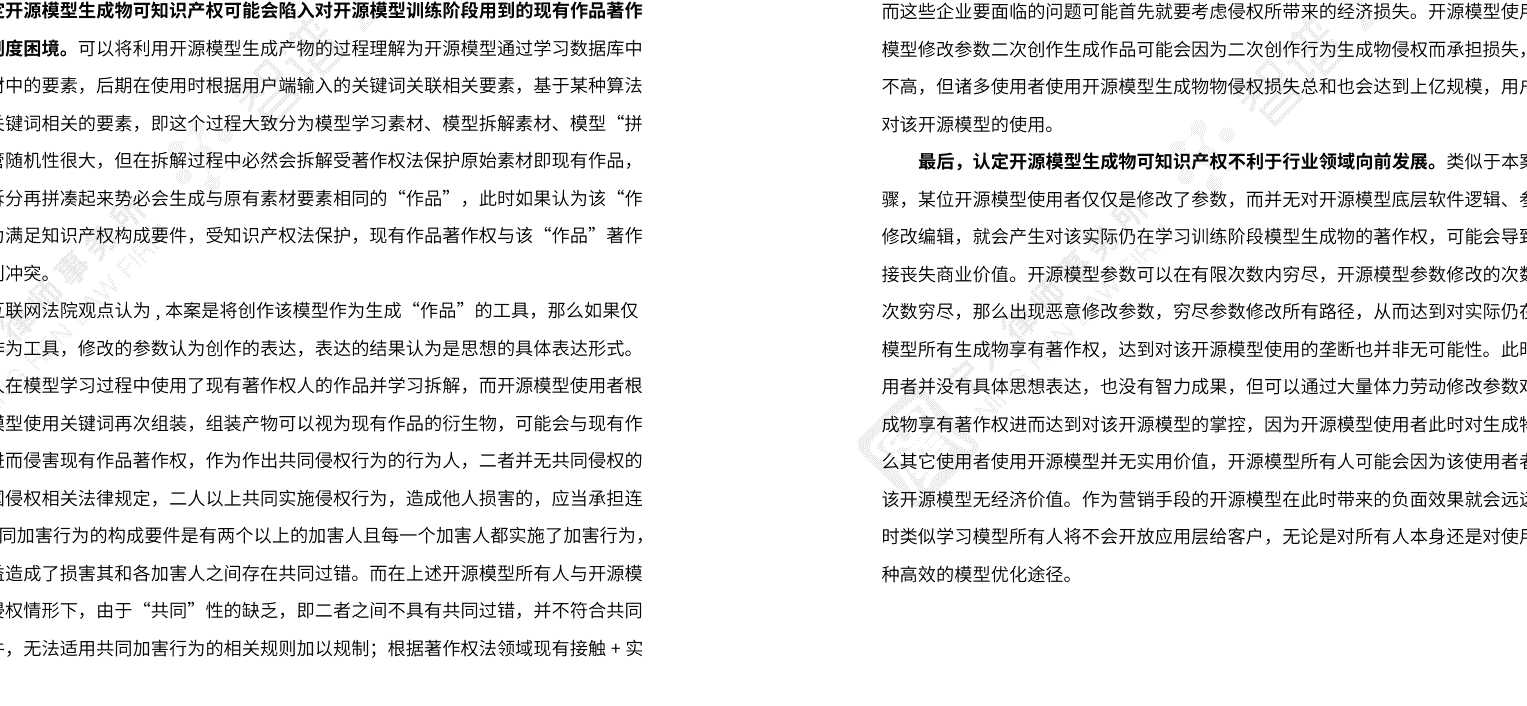 定开源模型生成物可知识产权可能会陷入对开源模型训练阶段用到的现有作品著作
制度困境。可以将利用开源模型生成产物的过程理解为开源模型通过学习数据库中
材中的要素，后期在使用时根据用户端输入的关键词关联相关要素，基于某种算法
关键词相关的要素，即这个过程大致分为模型学习素材、模型拆解素材、模型“拼
管随机性很大，但在拆解过程中必然会拆解受著作权法保护原始素材即现有作品，
拆分再拼凑起来势必会生成与原有素材要素相同的“作品”，此时如果认为该“作
为满足知识产权构成要件，受知识产权法保护，现有作品著作权与该“作品”著作
利冲突。
互联网法院观点认为 , 本案是将创作该模型作为生成“作品”的工具，那么如果仅
作为工具，修改的参数认为创作的表达，表达的结果认为是思想的具体表达形式。
人在模型学习过程中使用了现有著作权人的作品并学习拆解，而开源模型使用者根
模型使用关键词再次组装，组装产物可以视为现有作品的衍生物，可能会与现有作
进而侵害现有作品著作权，作为作出共同侵权行为的行为人，二者并无共同侵权的
国侵权相关法律规定，二人以上共同实施侵权行为，造成他人损害的，应当承担连
同加害行为的构成要件是有两个以上的加害人且每一个加害人都实施了加害行为，
益造成了损害其和各加害人之间存在共同过错。而在上述开源模型所有人与开源模
侵权情形下，由于“共同”性的缺乏，即二者之间不具有共同过错，并不符合共同
件，无法适用共同加害行为的相关规则加以规制；根据著作权法领域现有接触 + 实
而这些企业要面临的问题可能首先就要考虑侵权所带来的经济损失。开源模型使用
模型修改参数二次创作生成作品可能会因为二次创作行为生成物侵权而承担损失，
不高，但诸多使用者使用开源模型生成物物侵权损失总和也会达到上亿规模，用户
对该开源模型的使用。
最后，认定开源模型生成物可知识产权不利于行业领域向前发展。类似于本案
骤，某位开源模型使用者仅仅是修改了参数，而并无对开源模型底层软件逻辑、参
修改编辑，就会产生对该实际仍在学习训练阶段模型生成物的著作权，可能会导致
接丧失商业价值。开源模型参数可以在有限次数内穷尽，开源模型参数修改的次数
次数穷尽，那么出现恶意修改参数，穷尽参数修改所有路径，从而达到对实际仍在
模型所有生成物享有著作权，达到对该开源模型使用的垄断也并非无可能性。此时
用者并没有具体思想表达，也没有智力成果，但可以通过大量体力劳动修改参数对
成物享有著作权进而达到对该开源模型的掌控，因为开源模型使用者此时对生成物
么其它使用者使用开源模型并无实用价值，开源模型所有人可能会因为该使用者者
该开源模型无经济价值。作为营销手段的开源模型在此时带来的负面效果就会远远
时类似学习模型所有人将不会开放应用层给客户，无论是对所有人本身还是对使用
种高效的模型优化途径。